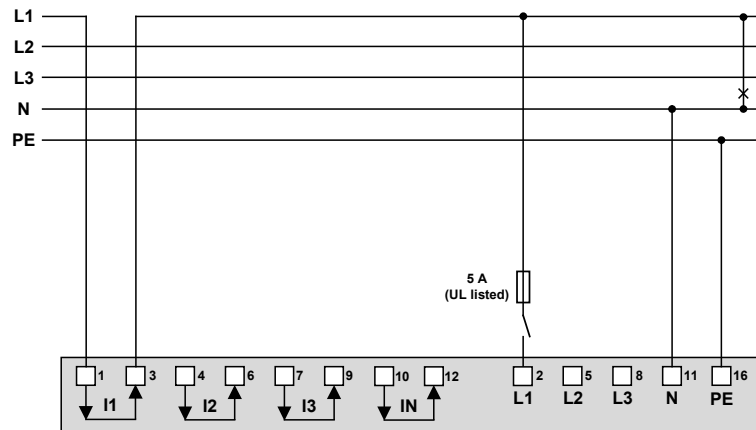 L1
L2
L3
N
PE
5 A
(UL listed)
1 3 4 6 7 9 10 12 2 5 8 11 16
I1 I2 I3 IN L1 L2 L3 N PE